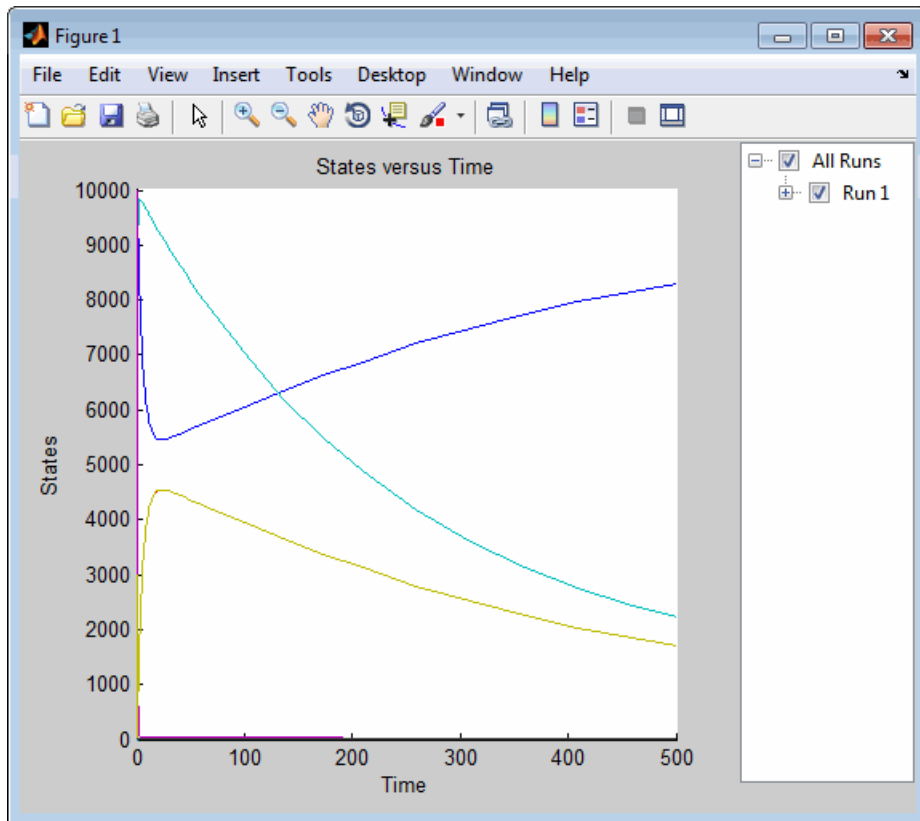 Figure 1
File Edit View Insert Tools Desktop Window Help
States versus Time
All Runs
Run 1
10000
9000
8000
7000
6000
5000
4000
3000
2000
1000
0
States
0 100 200 300 400 500
Time